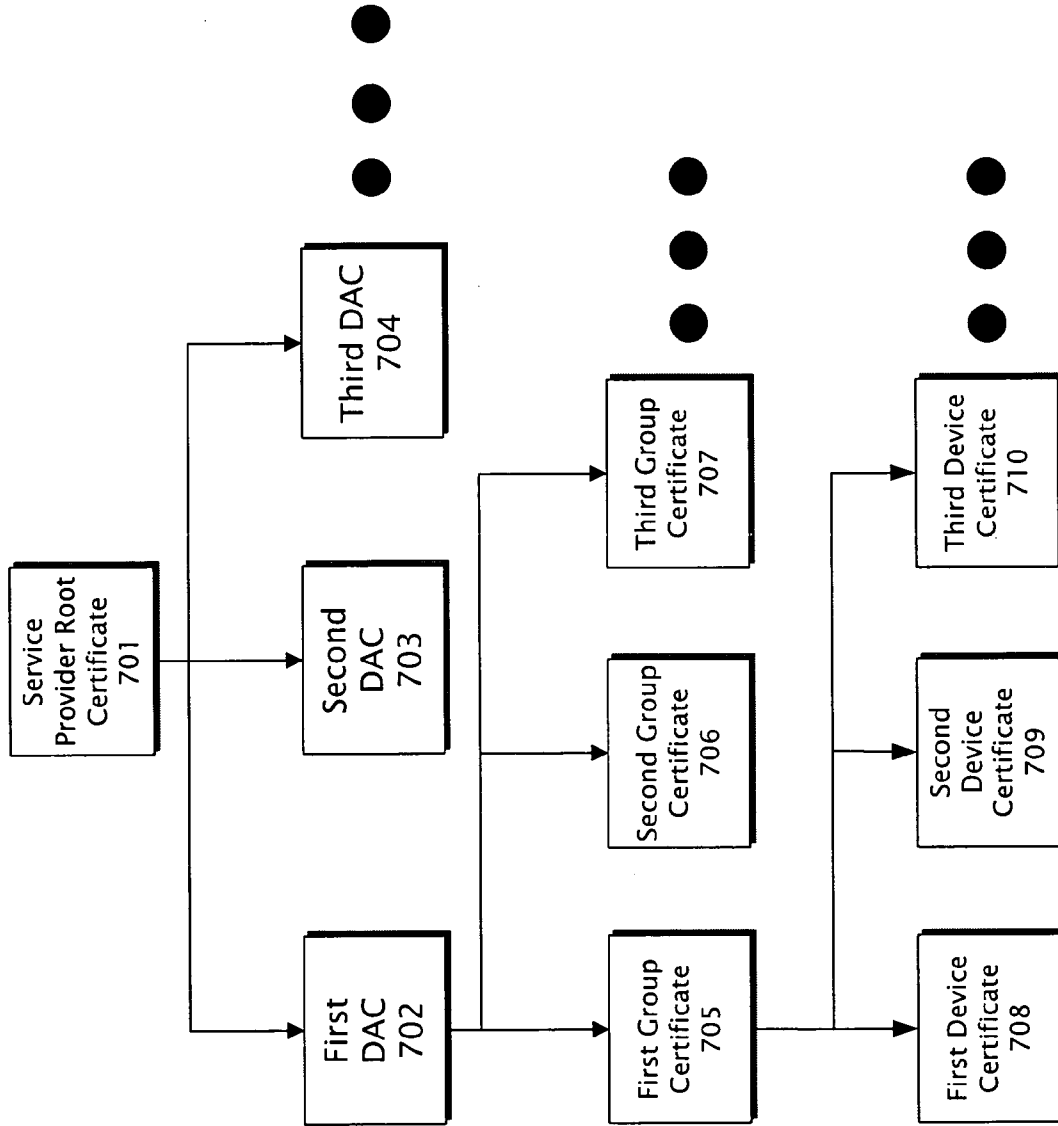 Service
Provider Root
Certificate
701
First
DAC
702
Second
DAC
703
Third DAC
704
First Group
Certificate
705
Second Group
Certificate
706
Third Group
Certificate
707
First Device
Certificate
708
Second
Device
Certificate
709
Third Device
Certificate
710